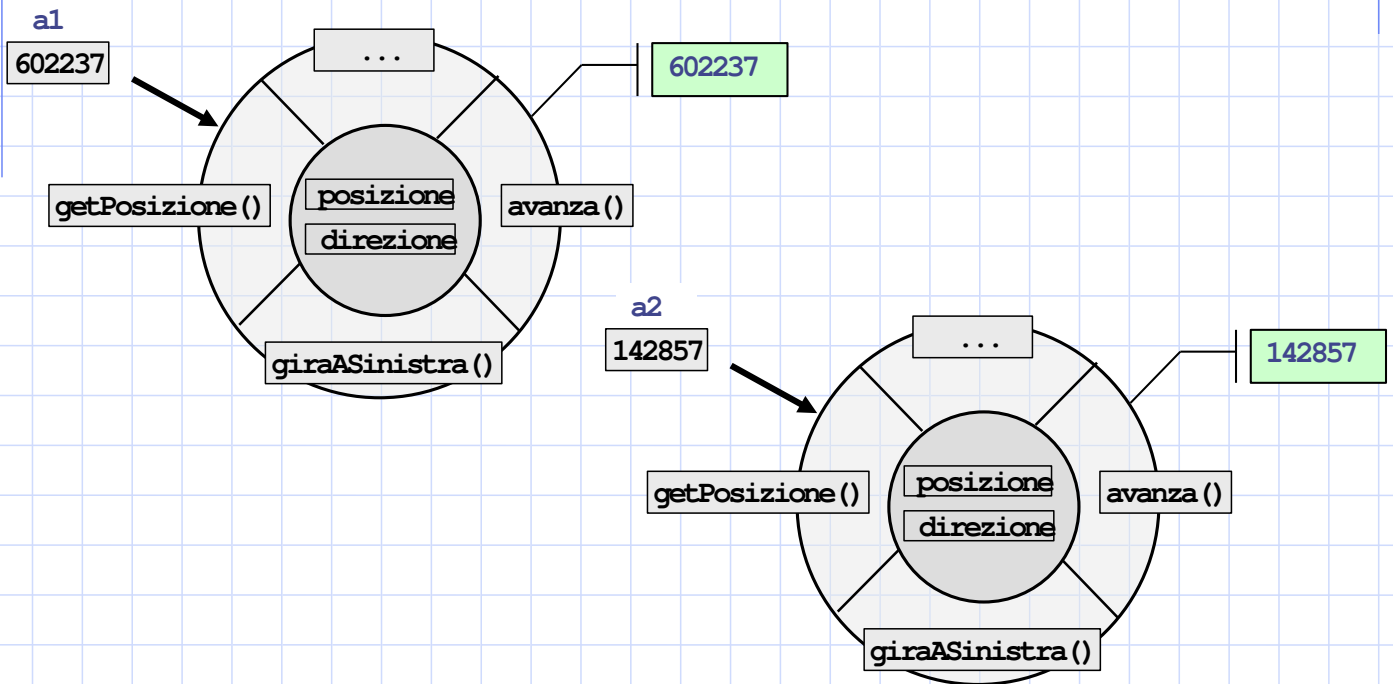 a1
602237
...
602237
getPosizione()
posizione
avanza()
direzione
giraASinistra()
a2
142857
...
142857
getPosizione()
posizione
avanza()
direzione
giraASinistra()